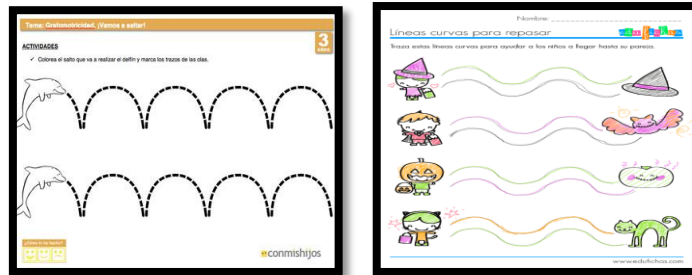 Tema: Grafomotricidad. ¡Vamos a saltar!
3
años
ACTIVIDADES
✓ Colorea el salto que va a realizar el delfín y marca los trazos de las olas.
conmishijos
Nombre:
Líneas curvas para repasar
edufichas
Traza estas líneas curvas para ayudar a los niños a llegar hasta su pareja.
www.edufichas.com